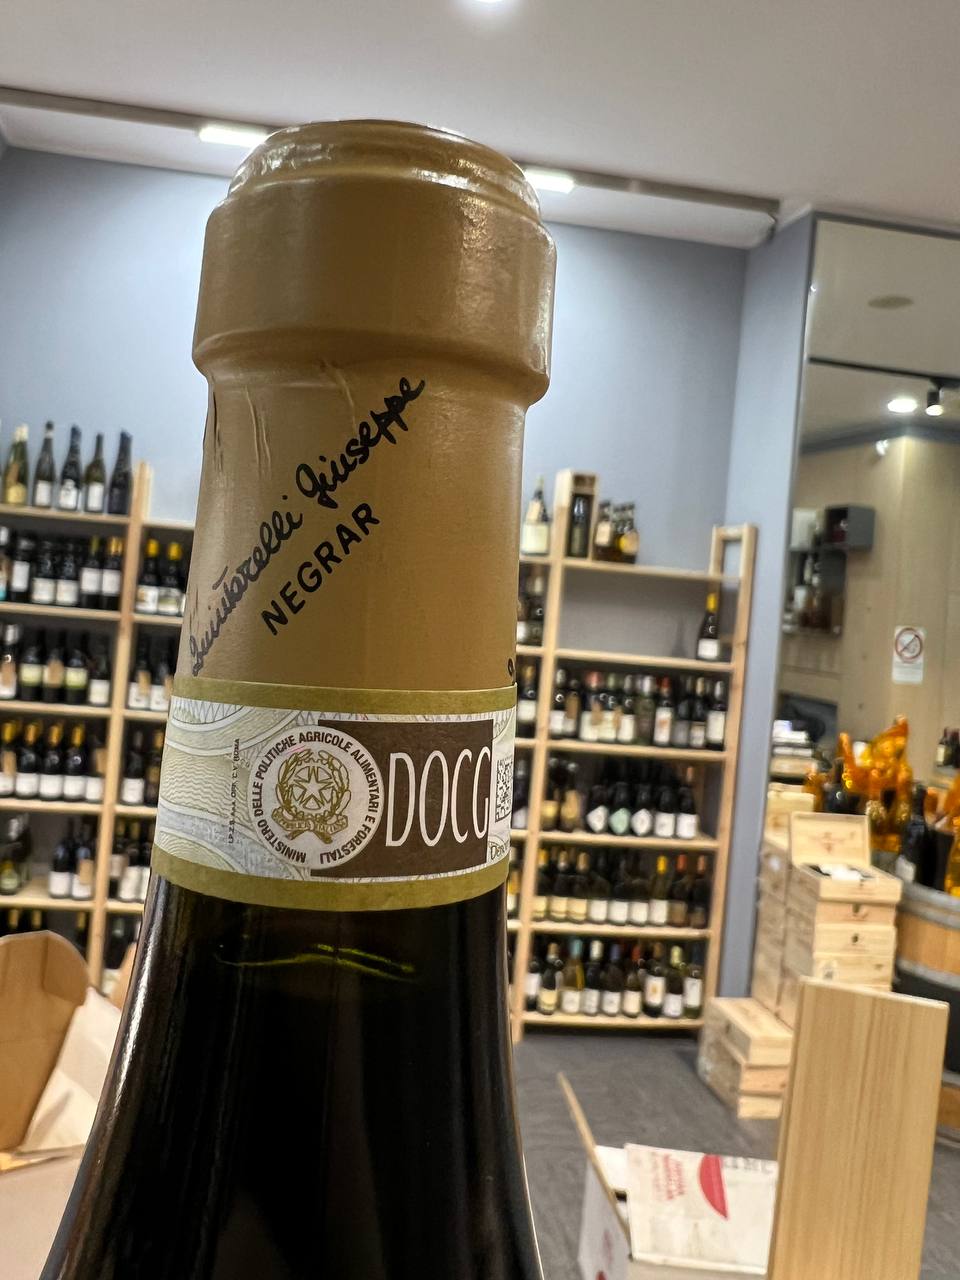 Quintarelli Giuseppe
NEGRAR
MINISTERO DELLE POLITICHE AGRICOLE ALIMENTARI E FORESTALI
DOCG